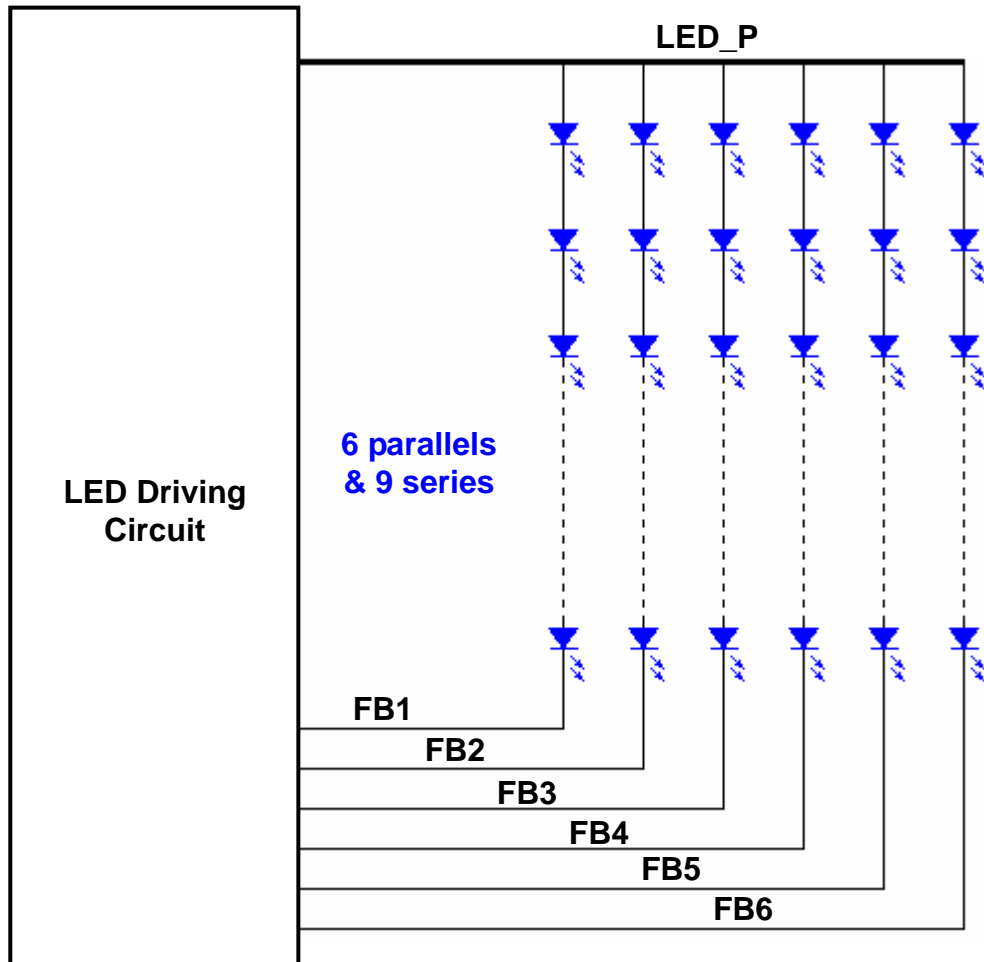 LED_P
6 parallels
& 9 series
LED Driving
Circuit
FB1
FB2
FB3
FB4
FB5
FB6